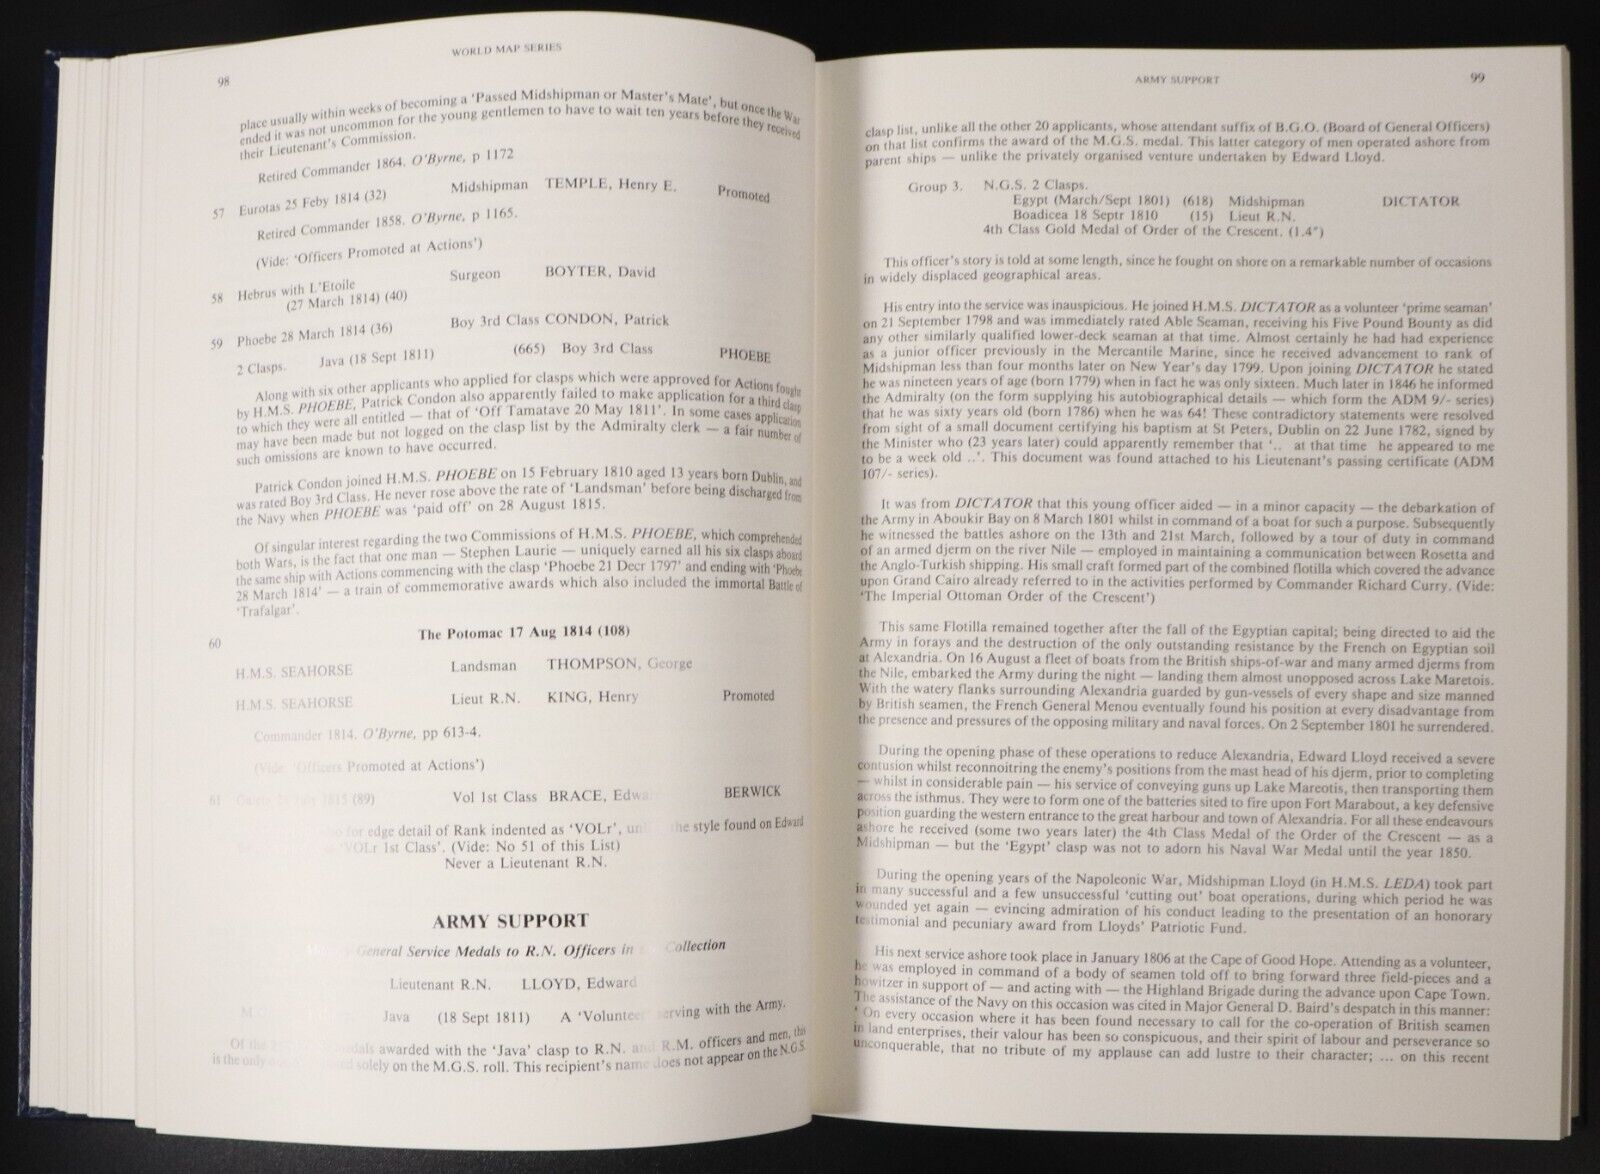 98
WORLD MAP SERIES
place usually within weeks of becoming a ‘Passed Midshipman or Master’s Mate’, but once the War
ended it was not uncommon for the young gentlemen to have to wait ten years before they received
their Lieutenant’s Commission.
Retired Commander 1864. O’Byrne, p 1172
57 Eurotas 25 Feby 1814 (32) Midshipman TEMPLE, Henry E. Promoted
Retired Commander 1858. O’Byrne, p 1165.
(Vide: ‘Officers Promoted at Actions’)
58 Hebrus with L’Etoile Surgeon BOYTER, David
(27 March 1814) (40)
59 Phoebe 28 March 1814 (36) Boy 3rd Class CONDON, Patrick
2 Clasps. Java (18 Sept 1811) (665) Boy 3rd Class PHOEBE
Along with six other applicants who applied for clasps which were approved for Actions fought
by H.M.S. PHOEBE, Patrick Condon also apparently failed to make application for a third clasp
to which they were all entitled — that of ‘Off Tamatave 20 May 1811’. In some cases application
may have been made but not logged on the clasp list by the Admiralty clerk — a fair number of
such omissions are known to have occurred.
Patrick Condon joined H.M.S. PHOEBE on 15 February 1810 aged 13 years born Dublin, and
was rated Boy 3rd Class. He never rose above the rate of ‘Landsman’ before being discharged from
the Navy when PHOEBE was ‘paid off’ on 28 August 1815.
Of singular interest regarding the two Commissions of H.M.S. PHOEBE, which comprehended
both Wars, is the fact that one man — Stephen Laurie — uniquely earned all his six clasps aboard
the same ship with Actions commencing with the clasp ‘Phoebe 21 Decr 1797’ and ending with ‘Phoebe
28 March 1814’ — a train of commemorative awards which also included the immortal Battle of
‘Trafalgar’.
60 The Potomac 17 Aug 1814 (108)
H.M.S. SEAHORSE Landsman THOMPSON, George
H.M.S. SEAHORSE Lieut R.N. KING, Henry Promoted
Commander 1814. O’Byrne, pp 613-4.
(Vide: ‘Officers Promoted at Actions’)
61 1815 (89) Vol 1st Class BRACE, BERWICK
for edge detail of Rank indented as ‘VOLr’, the style found on Edward
‘VOLr 1st Class’. (Vide: No 51 of this List)
Never a Lieutenant R.N.
ARMY SUPPORT
General Service Medals to R.N. Officers in Collection
Lieutenant R.N. LLOYD, Edward
Java (18 Sept 1811) A ‘Volunteer’ serving with the Army.
Of the awarded with the ‘Java’ clasp to R.N. and R.M. officers and men, this
is the only solely on the M.G.S. roll. This recipient’s name does not appear on the N.G.S.
ARMY SUPPORT
99
clasp list, unlike all the other 20 applicants, whose attendant suffix of B.G.O. (Board of General Officers)
on that list confirms the award of the M.G.S. medal. This latter category of men operated ashore from
parent ships — unlike the privately organised venture undertaken by Edward Lloyd.
Group 3. N.G.S. 2 Clasps.
Egypt (March/Sept 1801) (618) Midshipman DICTATOR
Boadicea 18 Septr 1810 (15) Lieut R.N.
4th Class Gold Medal of Order of the Crescent. (1.4″)
This officer’s story is told at some length, since he fought on shore on a remarkable number of occasions
in widely displaced geographical areas.
His entry into the service was inauspicious. He joined H.M.S. DICTATOR as a volunteer ‘prime seaman’
on 21 September 1798 and was immediately rated Able Seaman, receiving his Five Pound Bounty as did
any other similarly qualified lower-deck seaman at that time. Almost certainly he had had experience
as a junior officer previously in the Mercantile Marine, since he received advancement to rank of
Midshipman less than four months later on New Year’s day 1799. Upon joining DICTATOR he stated
he was nineteen years of age (born 1779) when in fact he was only sixteen. Much later in 1846 he informed
the Admiralty (on the form supplying his autobiographical details — which form the ADM 9/- series)
that he was sixty years old (born 1786) when he was 64! These contradictory statements were resolved
from sight of a small document certifying his baptism at St Peters, Dublin on 22 June 1782, signed by
the Minister who (23 years later) could apparently remember that ‘.. at that time he appeared to me
to be a week old ..’. This document was found attached to his Lieutenant’s passing certificate (ADM
107/- series).
It was from DICTATOR that this young officer aided — in a minor capacity — the debarkation of
the Army in Aboukir Bay on 8 March 1801 whilst in command of a boat for such a purpose. Subsequently
he witnessed the battles ashore on the 13th and 21st March, followed by a tour of duty in command
of an armed djerm on the river Nile — employed in maintaining a communication between Rosetta and
the Anglo-Turkish shipping. His small craft formed part of the combined flotilla which covered the advance
upon Grand Cairo already referred to in the activities performed by Commander Richard Curry. (Vide:
‘The Imperial Ottoman Order of the Crescent’)
This same Flotilla remained together after the fall of the Egyptian capital; being directed to aid the
Army in forays and the destruction of the only outstanding resistance by the French on Egyptian soil
at Alexandria. On 16 August a fleet of boats from the British ships-of-war and many armed djerms from
the Nile, embarked the Army during the night — landing them almost unopposed across Lake Maretois.
With the watery flanks surrounding Alexandria guarded by gun-vessels of every shape and size manned
by British seamen, the French General Menou eventually found his position at every disadvantage from
the presence and pressures of the opposing military and naval forces. On 2 September 1801 he surrendered.
During the opening phase of these operations to reduce Alexandria, Edward Lloyd received a severe
contusion whilst reconnoitring the enemy’s positions from the mast head of his djerm, prior to completing
— whilst in considerable pain — his service of conveying guns up Lake Mareotis, then transporting them
across the isthmus. They were to form one of the batteries sited to fire upon Fort Marabout, a key defensive
position guarding the western entrance to the great harbour and town of Alexandria. For all these endeavours
ashore he received (some two years later) the 4th Class Medal of the Order of the Crescent — as a
Midshipman — but the ‘Egypt’ clasp was not to adorn his Naval War Medal until the year 1850.
During the opening years of the Napoleonic War, Midshipman Lloyd (in H.M.S. LEDA) took part
in many successful and a few unsuccessful ‘cutting out’ boat operations, during which period he was
wounded yet again — evincing admiration of his conduct leading to the presentation of an honorary
testimonial and pecuniary award from Lloyds’ Patriotic Fund.
His next service ashore took place in January 1806 at the Cape of Good Hope. Attending as a volunteer,
he was employed in command of a body of seamen told off to bring forward three field-pieces and a
howitzer in support of — and acting with — the Highland Brigade during the advance upon Cape Town.
The assistance of the Navy on this occasion was cited in Major General D. Baird’s despatch in this manner:
‘ On every occasion where it has been found necessary to call for the co-operation of British seamen
in land enterprises, their valour has been so conspicuous, and their spirit of labour and perseverance so
unconquerable, that no tribute of my applause can add lustre to their character; ... on this recent